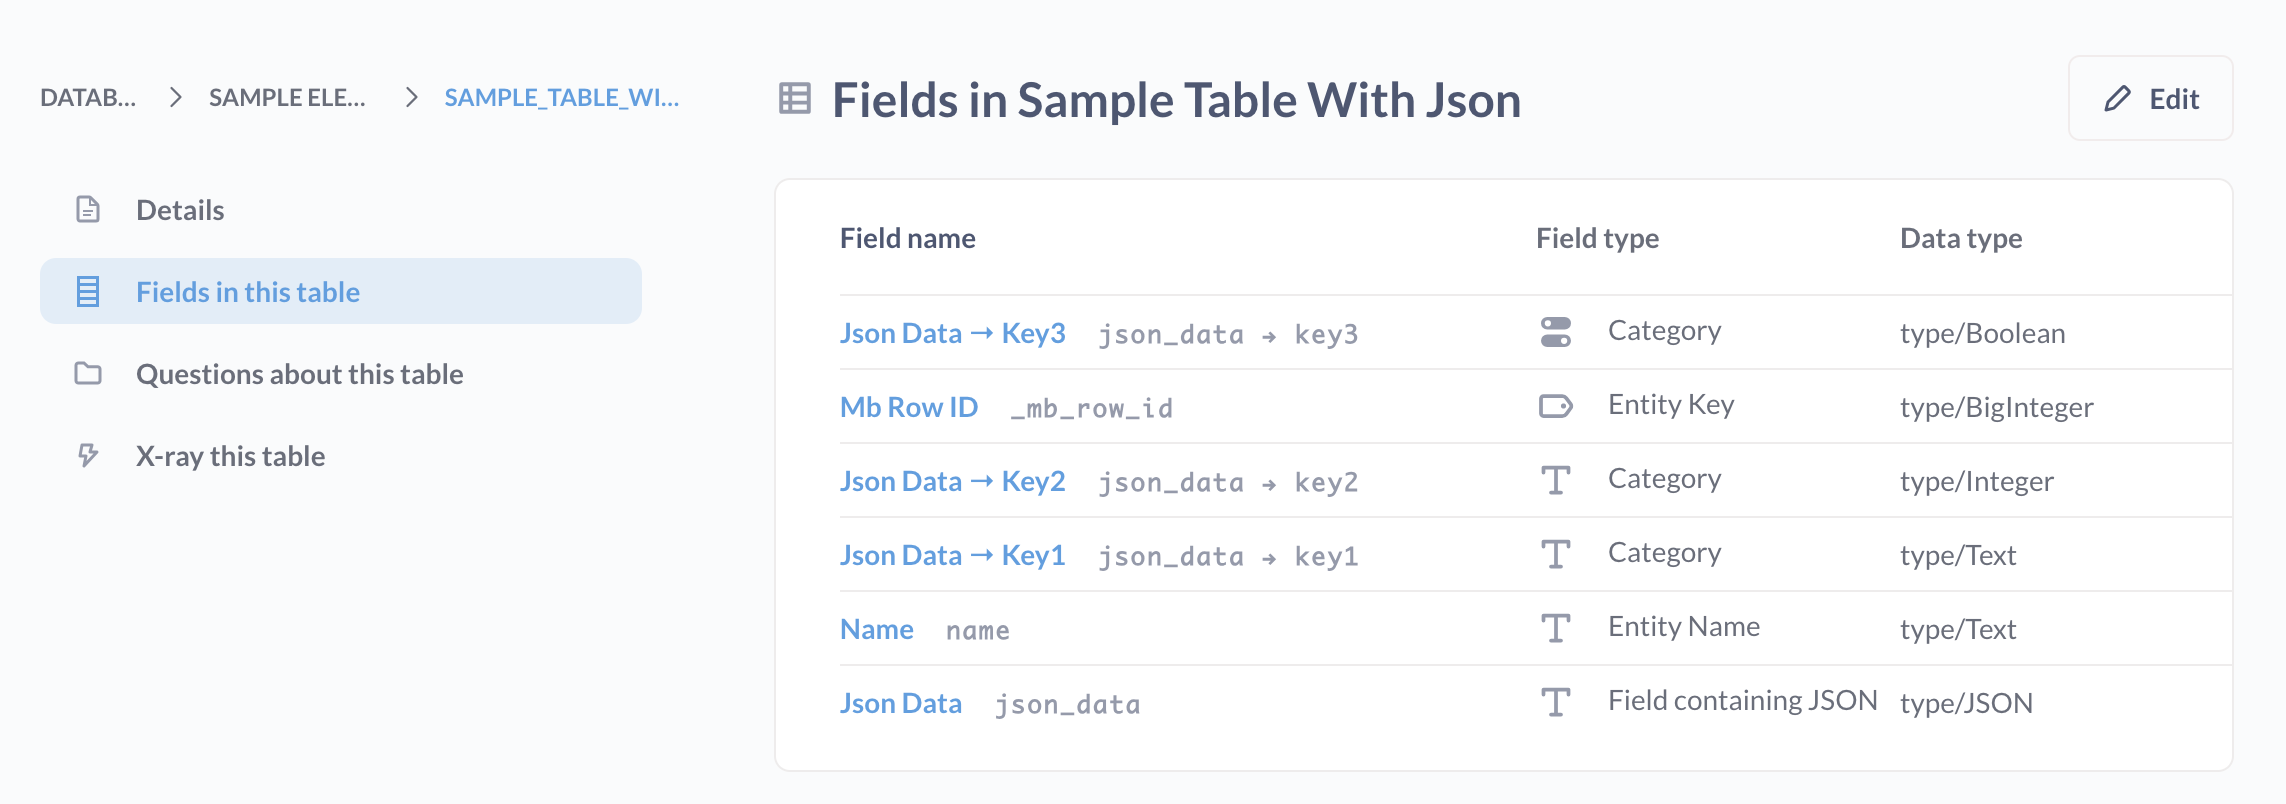 DATAB... > SAMPLE ELE... > SAMPLE_TABLE_WI...
Fields in Sample Table With Json
Edit
Details
Fields in this table
Questions about this table
X-ray this table
Field name Field type Data type
Json Data → Key3 json_data → key3 Category type/Boolean
Mb Row ID _mb_row_id Entity Key type/BigInteger
Json Data → Key2 json_data → key2 Category type/Integer
Json Data → Key1 json_data → key1 Category type/Text
Name name Entity Name type/Text
Json Data json_data Field containing JSON type/JSON